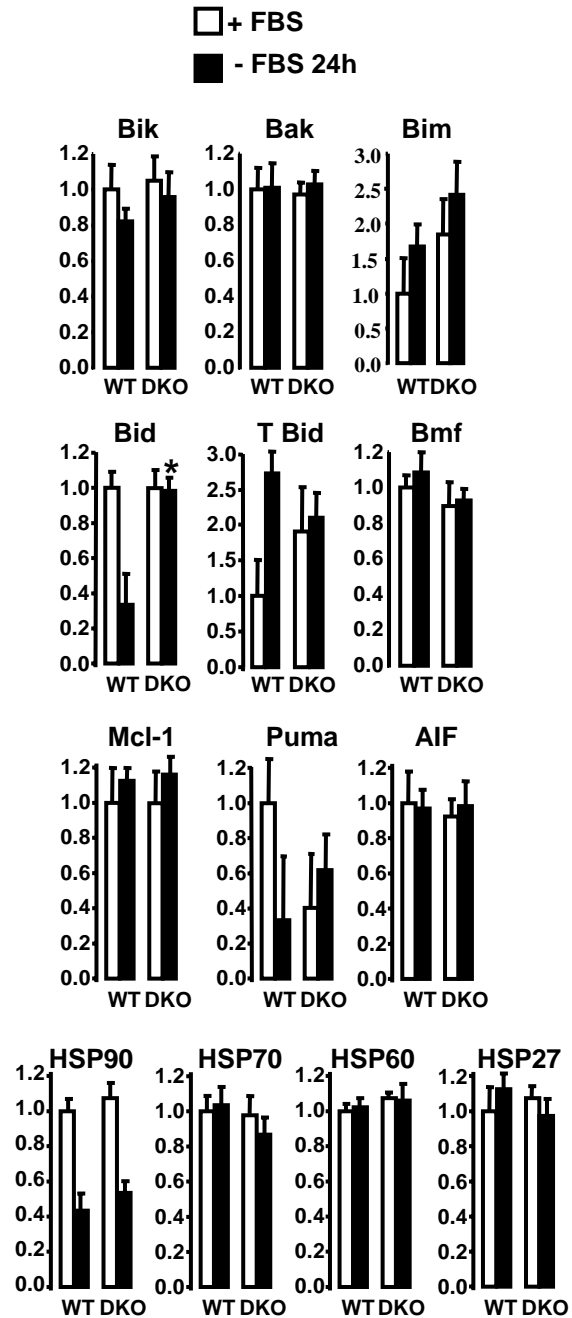 + FBS
- FBS 24h
Bik Bak Bim
1.2 1.2 3.0
1.0 1.0 2.5
0.8 0.8 2.0
0.6 0.6 1.5
0.4 0.4 1.0
0.2 0.2 0.5
0.0 0.0 0.0
WT DKO WT DKO WT DKO
Bid T Bid Bmf
1.2 3.0 1.2
1.0 2.5 1.0
0.8 2.0 0.8
0.6 1.5 0.6
0.4 1.0 0.4
0.2 0.5 0.2
0.0 0.0 0.0
*
WT DKO WT DKO WT DKO
Mcl-1 Puma AIF
1.2 1.2 1.2
1.0 1.0 1.0
0.8 0.8 0.8
0.6 0.6 0.6
0.4 0.4 0.4
0.2 0.2 0.2
0.0 0.0 0.0
WT DKO WT DKO WT DKO
HSP90 HSP70 HSP60 HSP27
1.2 1.2 1.2 1.2
1.0 1.0 1.0 1.0
0.8 0.8 0.8 0.8
0.6 0.6 0.6 0.6
0.4 0.4 0.4 0.4
0.2 0.2 0.2 0.2
0.0 0.0 0.0 0.0
WT DKO WT DKO WT DKO WT DKO